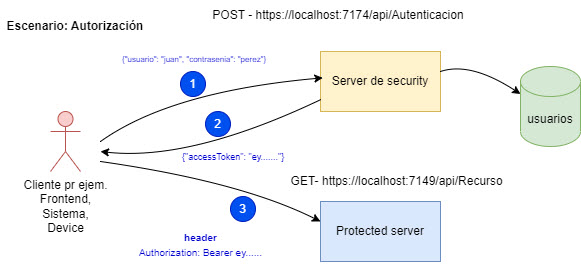 POST - https://localhost:7174/api/Autenticacion
Escenario: Autorización
{"usuario": "juan", "contrasenia": "perez"}
1
Server de security
2
usuarios
{"accessToken": "ey.......")
Cliente pr ejem.
Frontend,
Sistema,
Device
GET- https://localhost:7149/api/Recurso
3
Protected server
header
Authorization: Bearer ey......